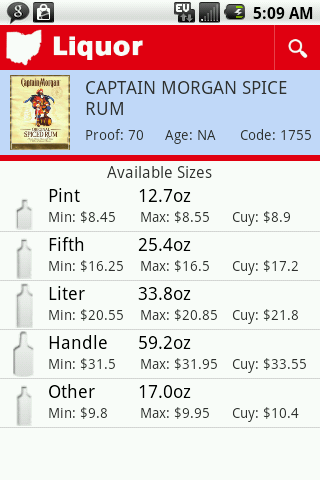 EV
5:09 AM
Liquor
Captain Morgan
ORIGINAL
SPICED RUM
CAPTAIN MORGAN SPICE
RUM
Proof: 70 Age: NA Code: 1755
Available Sizes
Pint 12.7oz
Min: $8.45 Max: $8.55 Cuy: $8.9
Fifth 25.4oz
Min: $16.25 Max: $16.5 Cuy: $17.2
Liter 33.8oz
Min: $20.55 Max: $20.85 Cuy: $21.8
Handle 59.2oz
Min: $31.5 Max: $31.95 Cuy: $33.55
Other 17.0oz
Min: $9.8 Max: $9.95 Cuy: $10.4